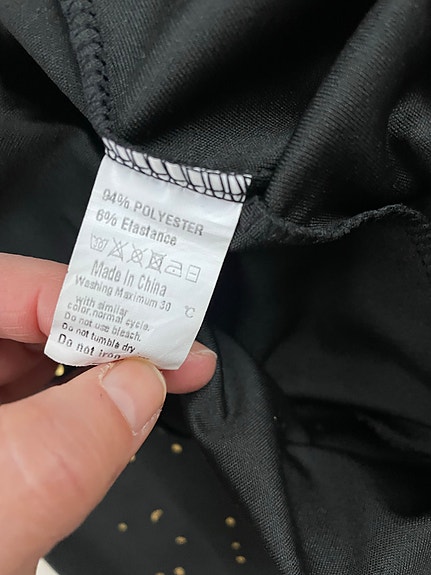 94% POLYESTER
6% Elastance
Made In China
Washing Maximum 30 °C
with similar
color.normal cycle.
Do not use bleach.
Do not tumble dry
Do not iron